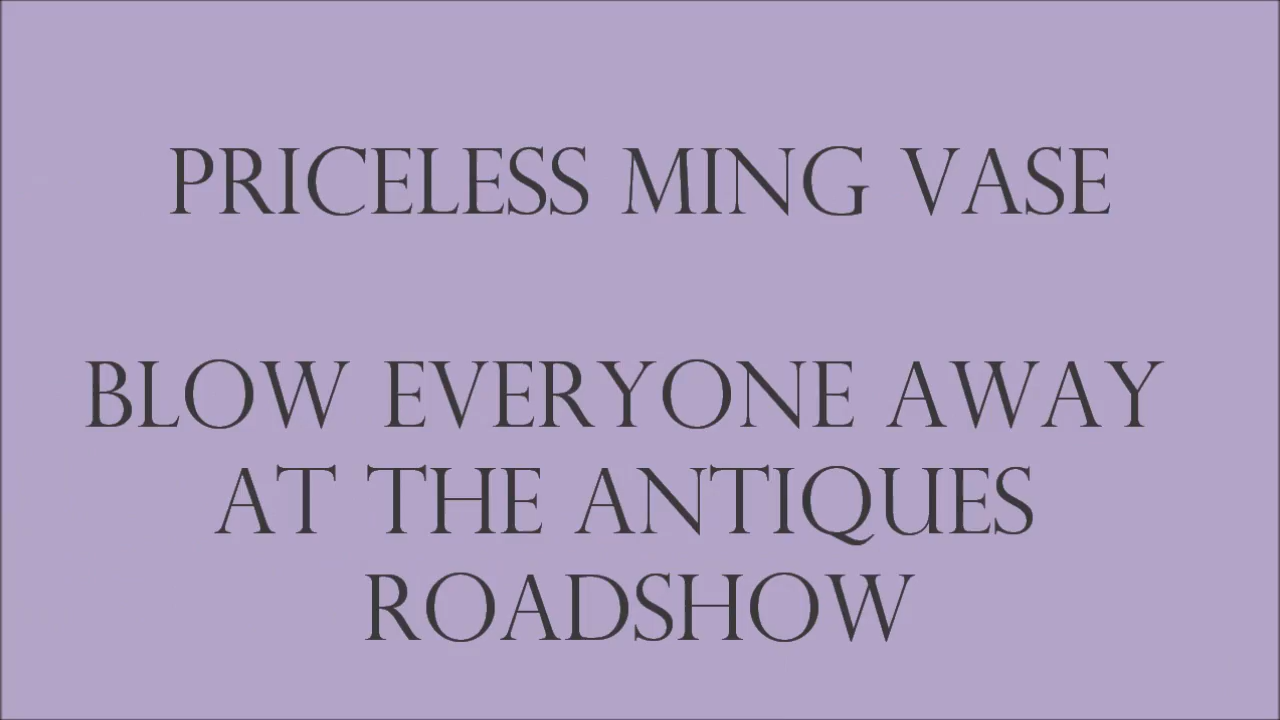 PRICELESS MING VASE
BLOW EVERYONE AWAY
AT THE ANTIQUES
ROADSHOW